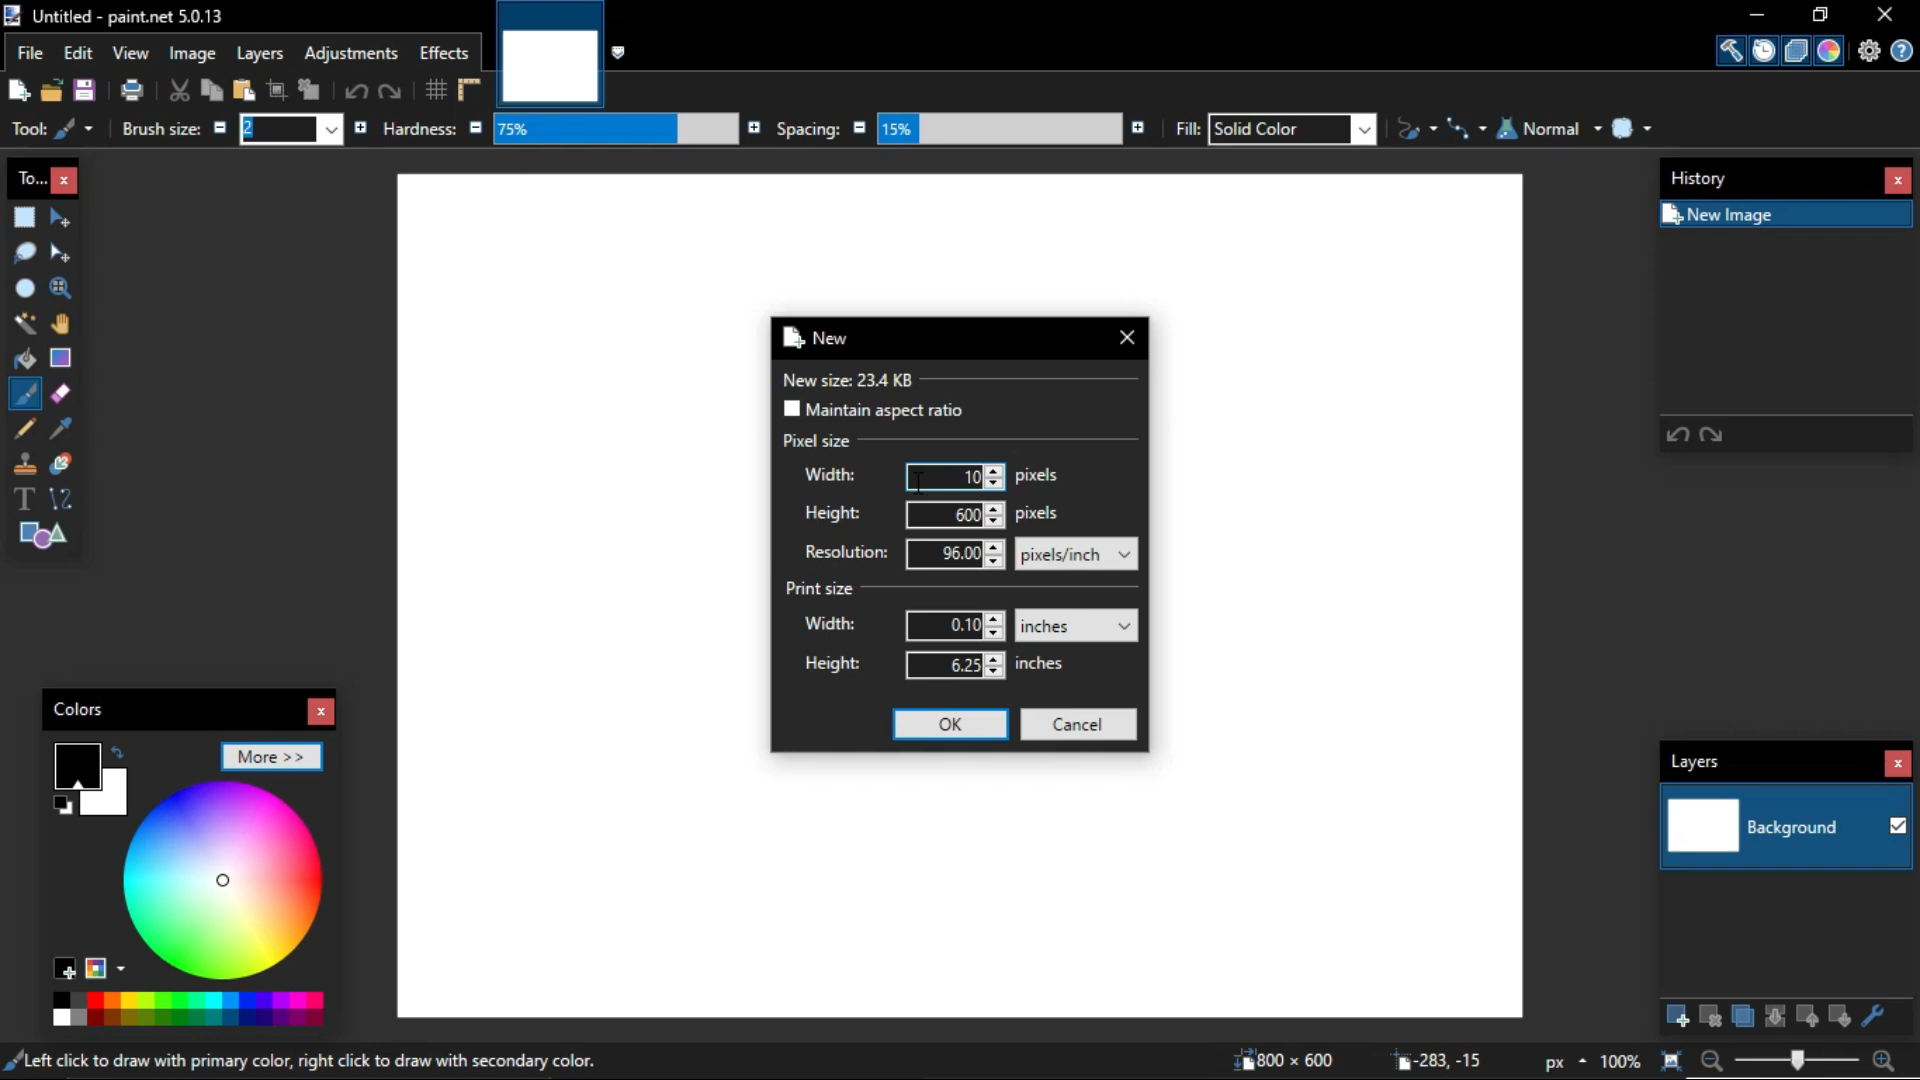 Untitled - paint.net 5.0.13
File Edit View Image Layers Adjustments Effects
Tool: Brush size: 2 Hardness: 75% Spacing: 15% Fill: Solid Color Normal
To...
History
New Image
New
New size: 23.4 KB
Maintain aspect ratio
Pixel size
Width: 10 pixels
Height: 600 pixels
Resolution: 96.00 pixels/inch
Print size
Width: 0.10 inches
Height: 6.25 inches
OK Cancel
Colors
More >>
Layers
Background
Left click to draw with primary color, right click to draw with secondary color.
800 × 600 -283, -15 px 100%